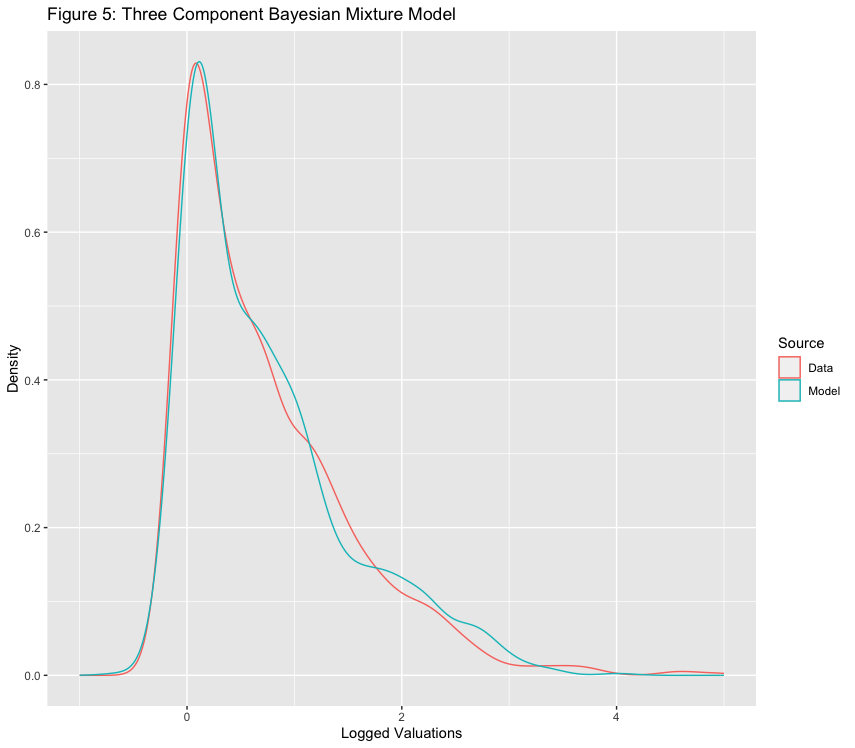 Figure 5: Three Component Bayesian Mixture Model
0.8
0.6
0.4
0.2
0.0
Density
0 2 4
Logged Valuations
Source
Data
Model